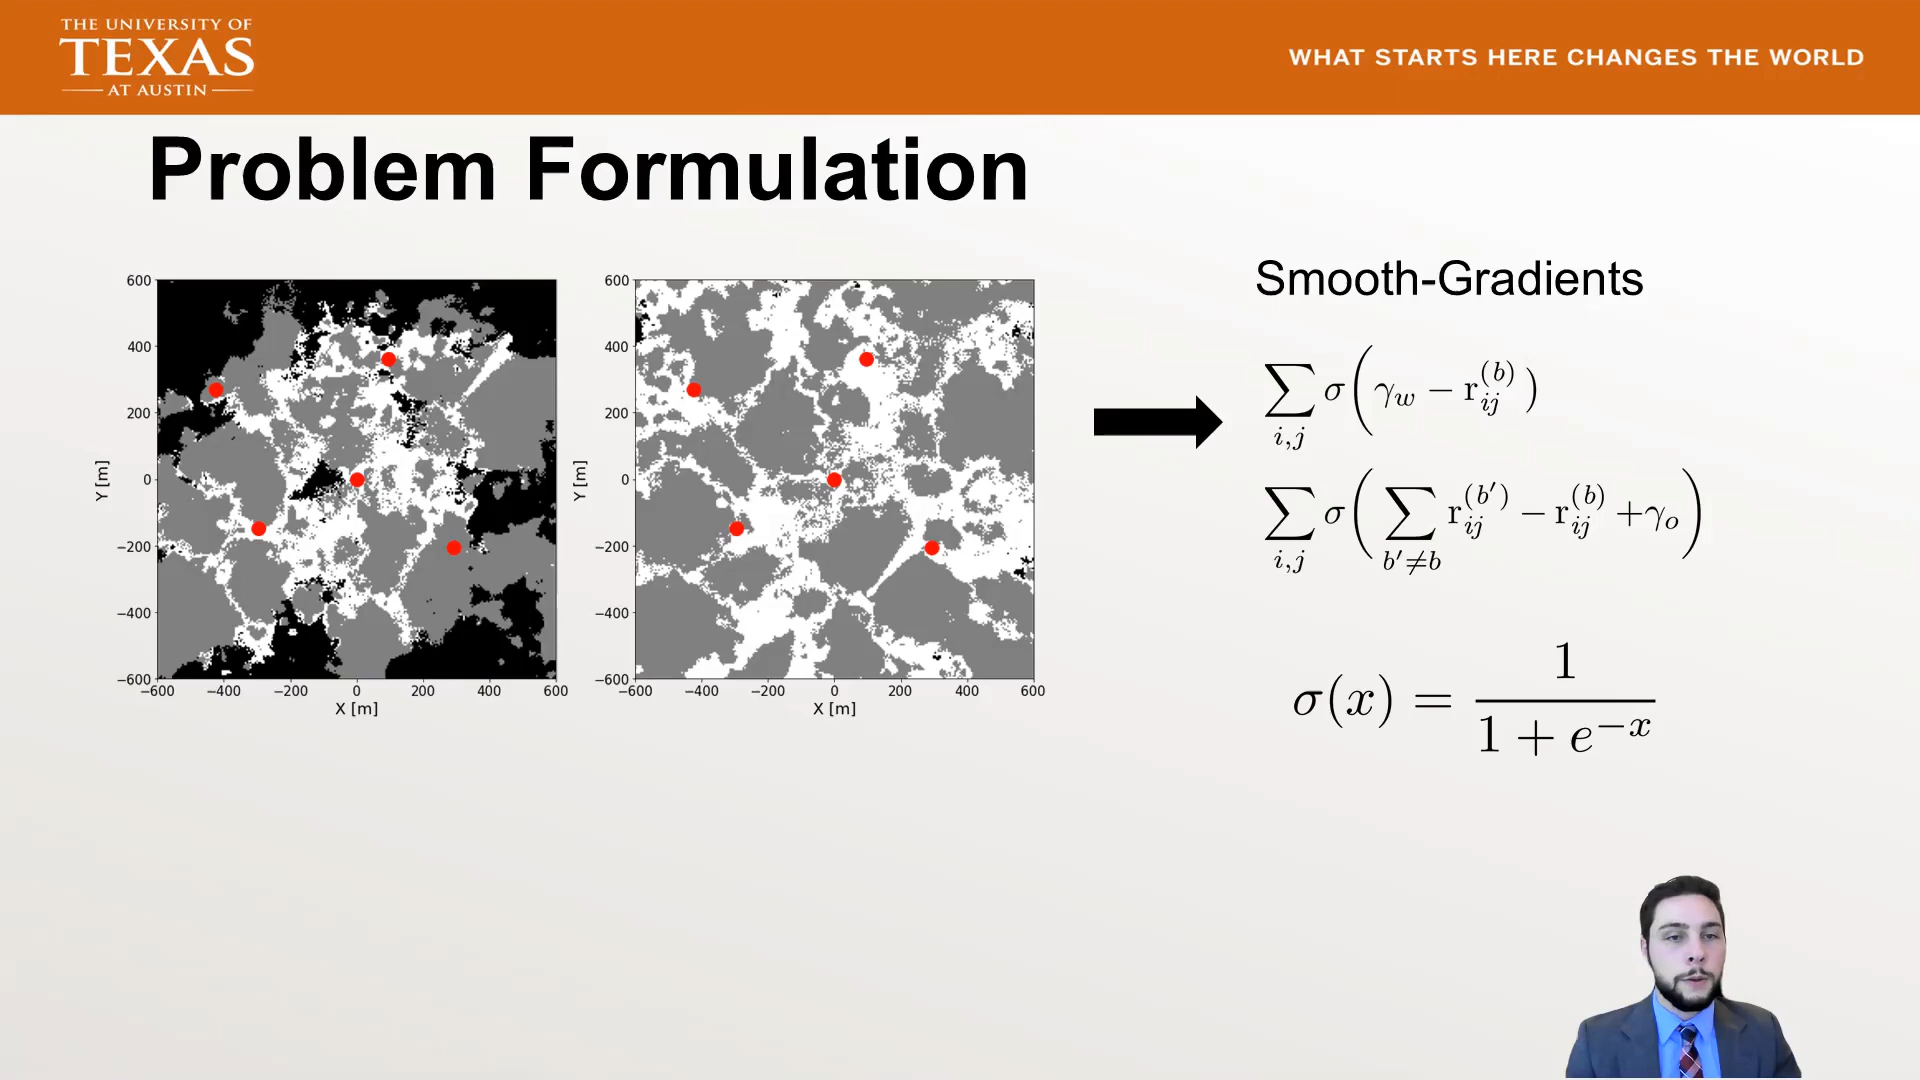 THE UNIVERSITY OF
TEXAS
AT AUSTIN
WHAT STARTS HERE CHANGES THE WORLD
Problem Formulation
600
400
200
0
−200
−400
−600
Y [m]
−600 −400 −200 0 200 400 600
X [m]
600
400
200
0
−200
−400
−600
Y [m]
−600 −400 −200 0 200 400 600
X [m]
Smooth-Gradients
∑_{i,j} σ(γ_w − r_{ij}^{(b)})
∑_{i,j} σ(∑_{b′≠b} r_{ij}^{(b′)} − r_{ij}^{(b)} + γ_o)
σ(x) = 1 / (1 + e^{−x})